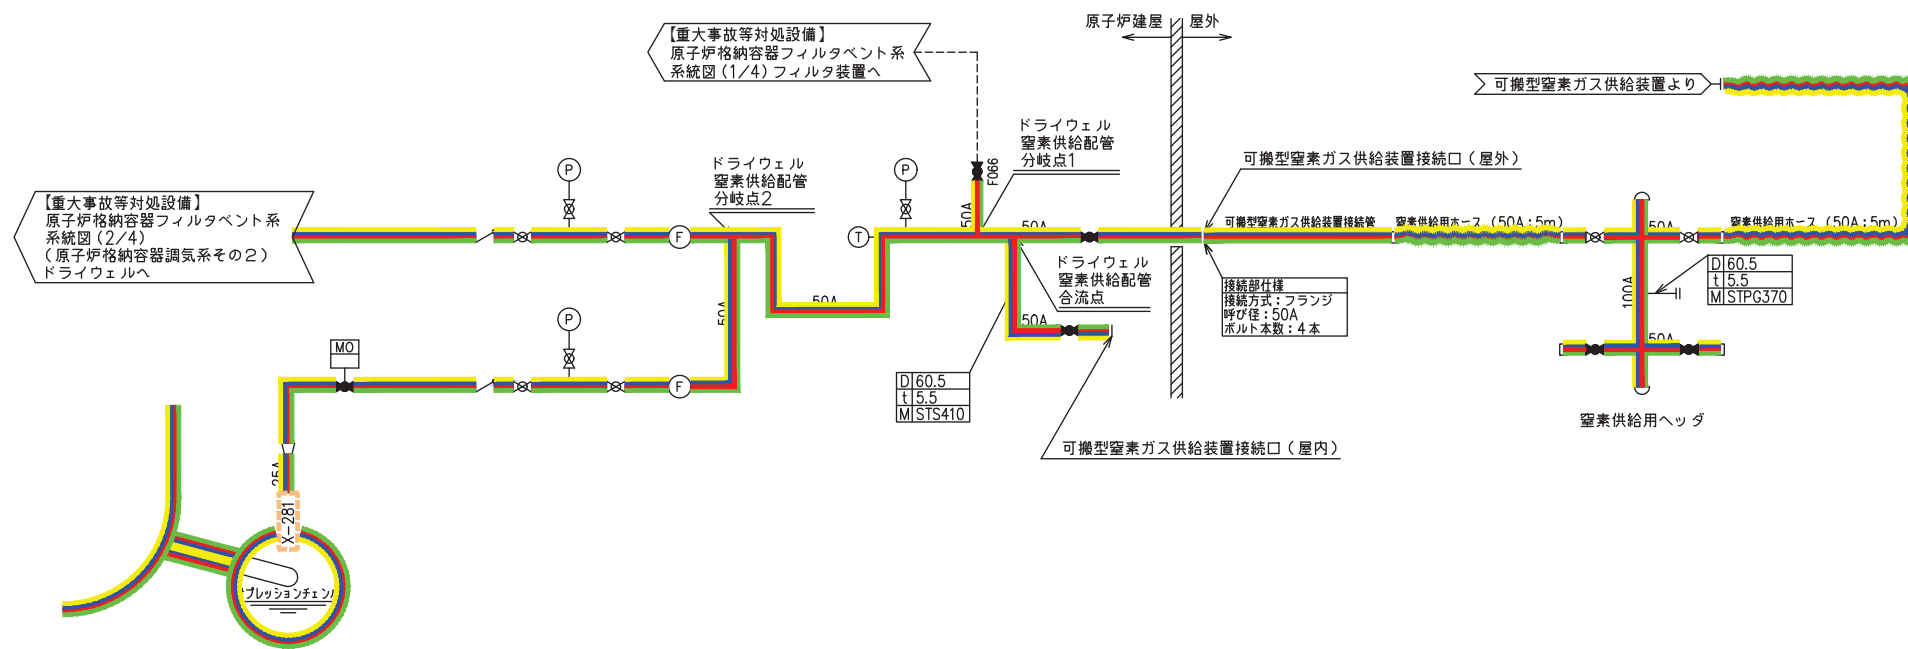 原子炉建屋
屋外
【重大事故等対処設備】
原子炉格納容器フィルタベント系
系統図(1/4)フィルタ装置へ
可搬型窒素ガス供給装置より
ドライウェル
窒素供給配管
分岐点1
F066
50A
可搬型窒素ガス供給装置接続口(屋外)
ドライウェル
窒素供給配管
分岐点2
P
P
【重大事故等対処設備】
原子炉格納容器フィルタベント系
系統図(2/4)
(原子炉格納容器調気系その2)
ドライウェルへ
F
T
50A
可搬型窒素ガス供給装置接続管
窒素供給用ホース(50A:5m)
50A
窒素供給用ホース(50A:5m)
ドライウェル
窒素供給配管
合流点
D 60.5
t 5.5
M STPG370
接続部仕様
接続方式:フランジ
呼び径:50A
ボルト本数:4本
100A
50A
50A
50A
P
50A
MO
F
D 60.5
t 5.5
M STS410
窒素供給用ヘッダ
可搬型窒素ガス供給装置接続口(屋内)
25A
X-281
プレッションチェン